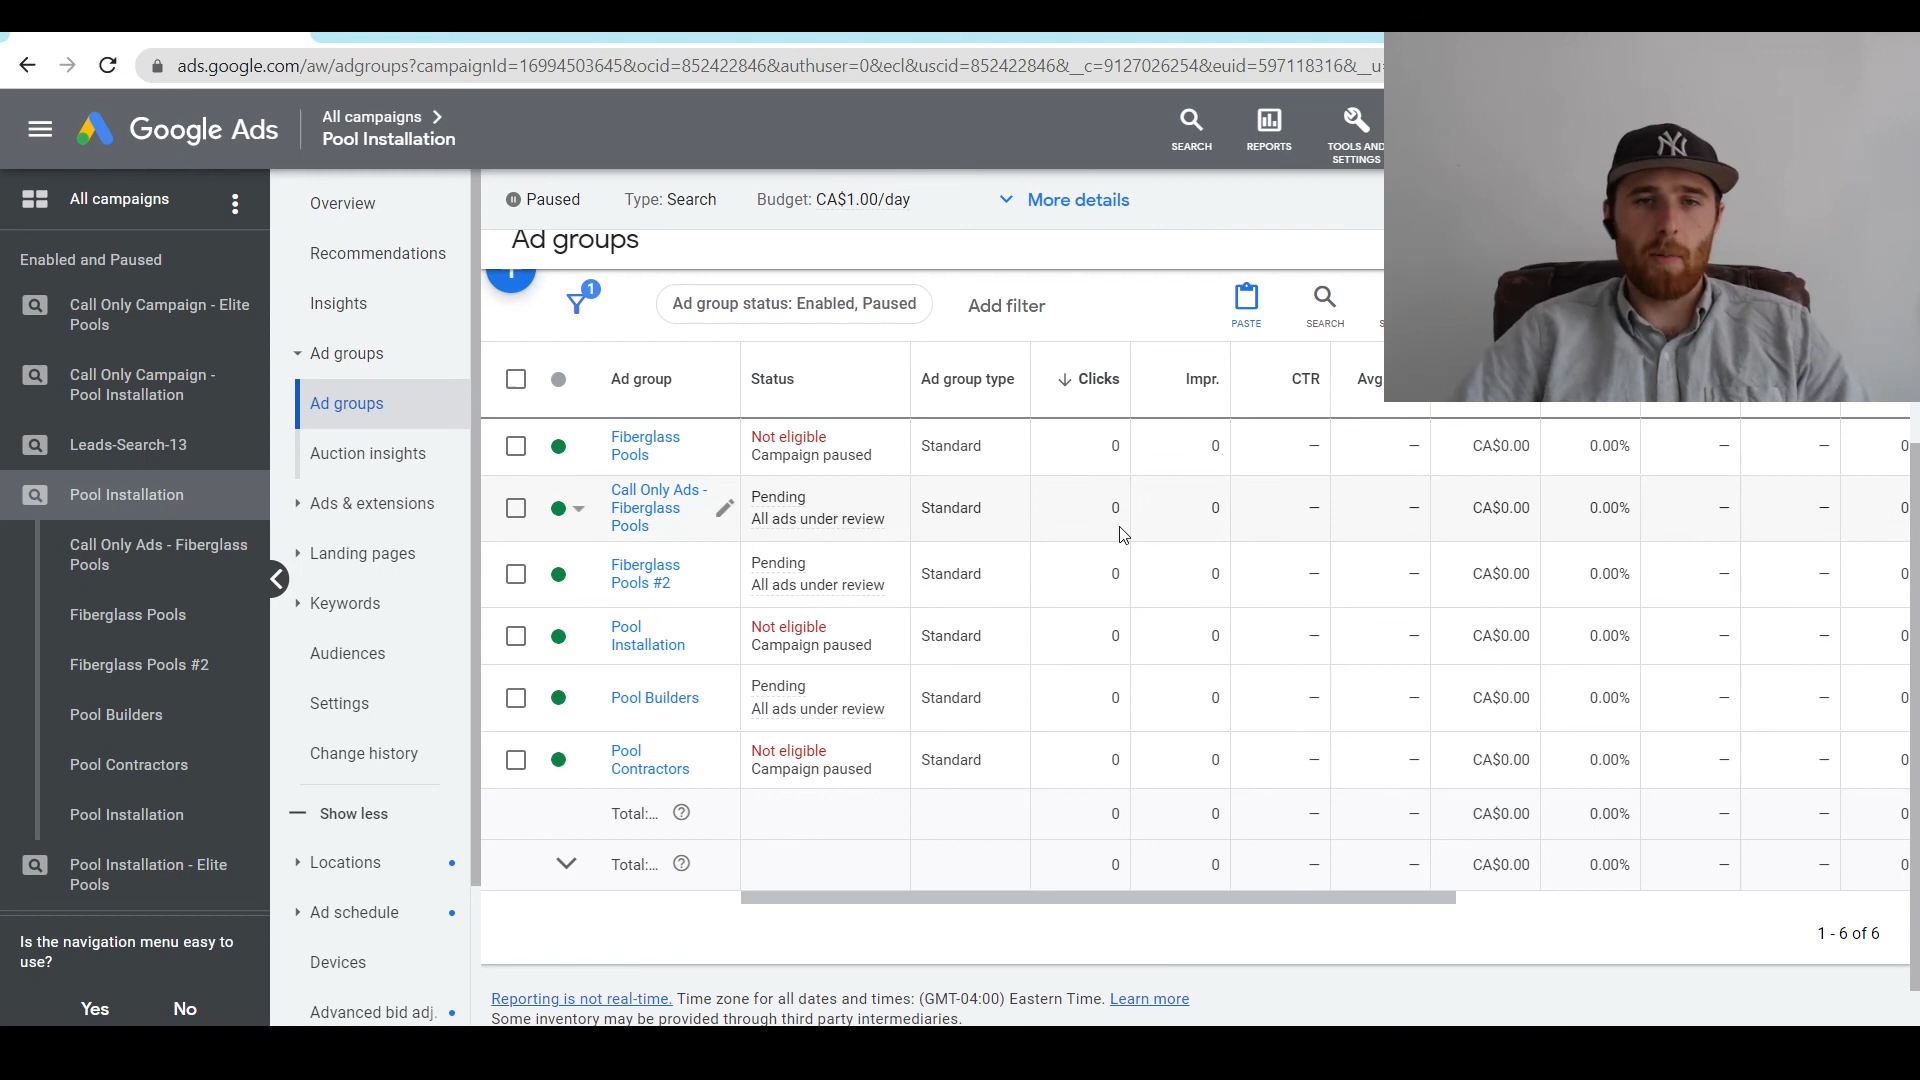 ads.google.com/aw/adgroups?campaignId=16994503645&ocid=852422846&authuser=0&ecl&uscid=852422846&__c=9127026254&euid=597118316&__u=
Google Ads
All campaigns
Pool Installation
SEARCH
REPORTS
TOOLS AND
SETTINGS
All campaigns
Enabled and Paused
Call Only Campaign - Elite
Pools
Call Only Campaign -
Pool Installation
Leads-Search-13
Pool Installation
Call Only Ads - Fiberglass
Pools
Fiberglass Pools
Fiberglass Pools #2
Pool Builders
Pool Contractors
Pool Installation
Pool Installation - Elite
Pools
Is the navigation menu easy to
use?
Yes No
Overview
Recommendations
Insights
Ad groups
Ad groups
Auction insights
Ads & extensions
Landing pages
Keywords
Audiences
Settings
Change history
Show less
Locations
Ad schedule
Devices
Advanced bid adj.
Paused Type: Search Budget: CA$1.00/day More details
Ad groups
1 Ad group status: Enabled, Paused Add filter
PASTE SEARCH S
Ad group Status Ad group type Clicks Impr. CTR Avg
Fiberglass
Pools
Not eligible
Campaign paused
Standard 0 0 – – CA$0.00 0.00% – – 0
Call Only Ads -
Fiberglass
Pools
Pending
All ads under review
Standard 0 0 – – CA$0.00 0.00% – – 0
Fiberglass
Pools #2
Pending
All ads under review
Standard 0 0 – – CA$0.00 0.00% – – 0
Pool
Installation
Not eligible
Campaign paused
Standard 0 0 – – CA$0.00 0.00% – – 0
Pool Builders
Pending
All ads under review
Standard 0 0 – – CA$0.00 0.00% – – 0
Pool
Contractors
Not eligible
Campaign paused
Standard 0 0 – – CA$0.00 0.00% – – 0
Total:... 0 0 – – CA$0.00 0.00% – – 0
Total:... 0 0 – – CA$0.00 0.00% – – 0
1 - 6 of 6
Reporting is not real-time. Time zone for all dates and times: (GMT-04:00) Eastern Time. Learn more
Some inventory may be provided through third party intermediaries.
NY